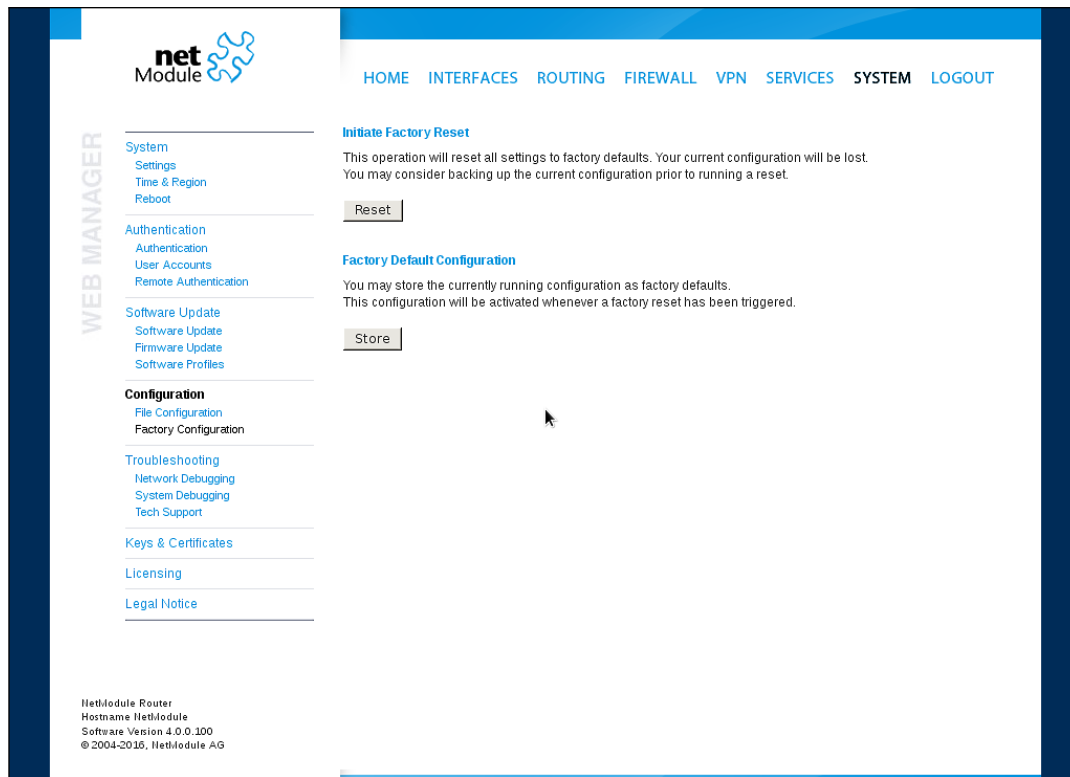 net
Module
HOME INTERFACES ROUTING FIREWALL VPN SERVICES SYSTEM LOGOUT
WEB MANAGER
System
Settings
Time & Region
Reboot
Authentication
Authentication
User Accounts
Remote Authentication
Software Update
Software Update
Firmware Update
Software Profiles
Configuration
File Configuration
Factory Configuration
Troubleshooting
Network Debugging
System Debugging
Tech Support
Keys & Certificates
Licensing
Legal Notice
Initiate Factory Reset
This operation will reset all settings to factory defaults. Your current configuration will be lost.
You may consider backing up the current configuration prior to running a reset.
Reset
Factory Default Configuration
You may store the currently running configuration as factory defaults.
This configuration will be activated whenever a factory reset has been triggered.
Store
NetModule Router
Hostname NetModule
Software Version 4.0.0.100
© 2004-2016, NetModule AG